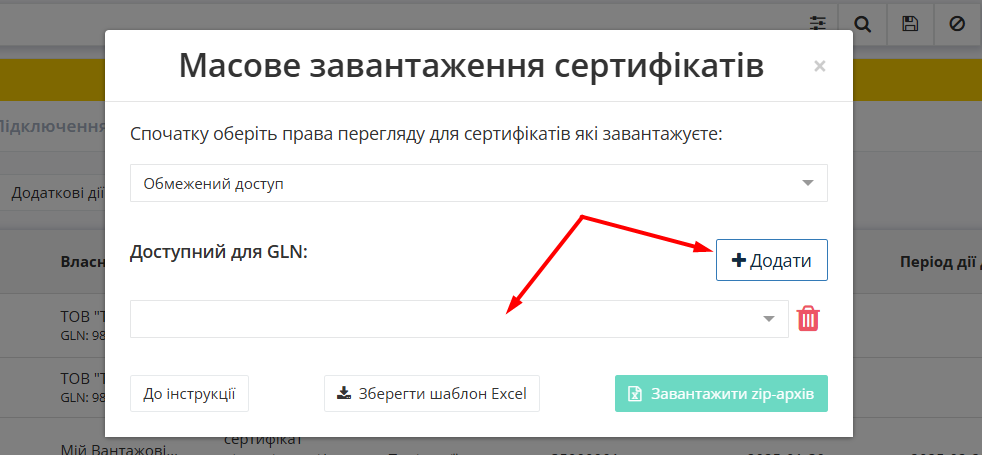 Масове завантаження сертифікатів
×
Підключення
Спочатку оберіть права перегляду для сертифікатів які завантажуєте:
Обмежений доступ
Додаткові дії
Доступний для GLN:
Додати
Період дії
ТОВ "
GLN: 98
До інструкції
Зберегти шаблон Excel
Завантажити zip-архів
ТОВ "
GLN: 98
сертифікат
Мій Вантажові